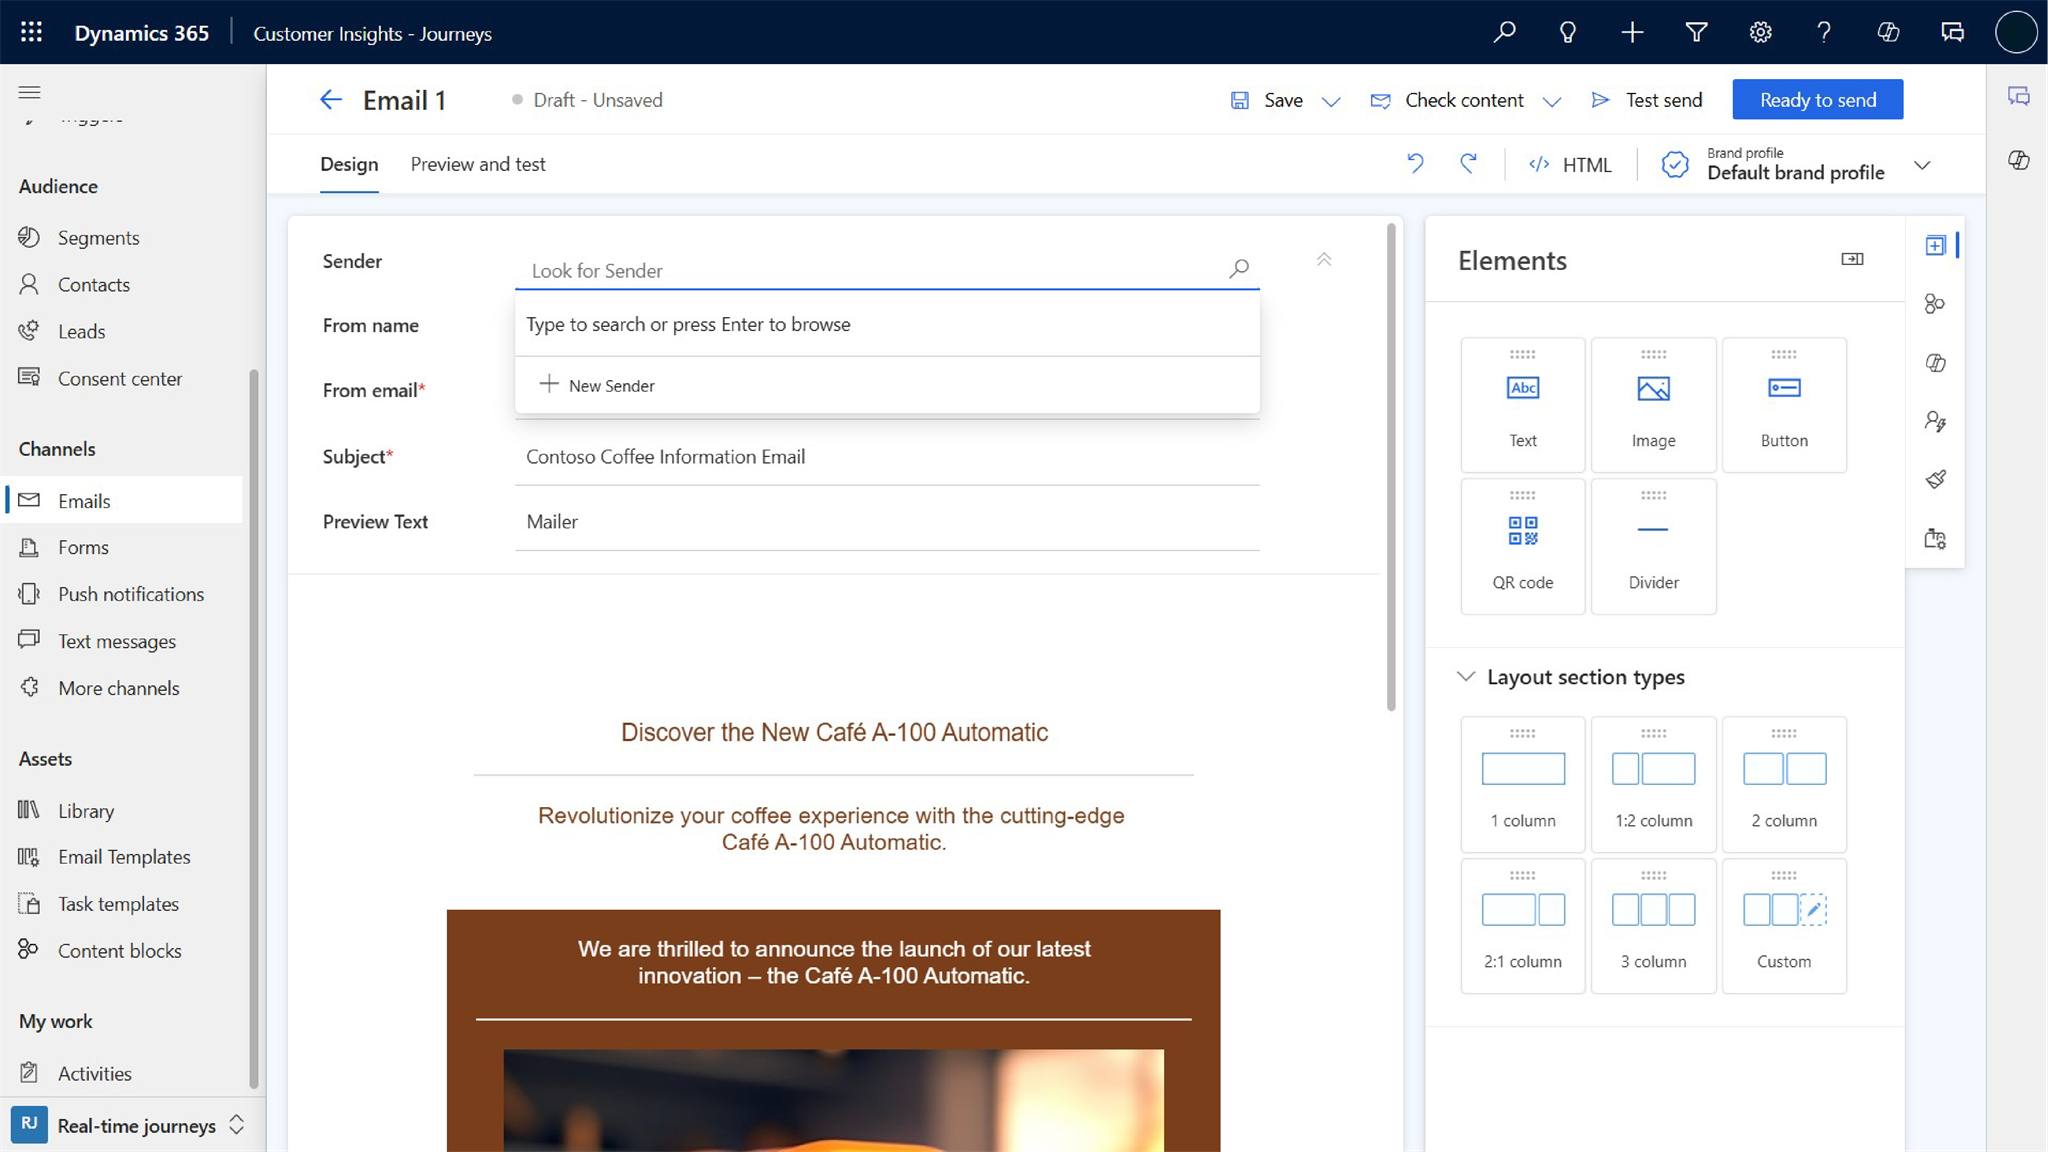 Dynamics 365
Customer Insights - Journeys
Email 1
Draft - Unsaved
Save
Check content
Test send
Ready to send
Design
Preview and test
HTML
Brand profile
Default brand profile
Audience
Segments
Contacts
Leads
Consent center
Channels
Emails
Forms
Push notifications
Text messages
More channels
Assets
Library
Email Templates
Task templates
Content blocks
My work
Activities
RJ
Real-time journeys
Sender
Look for Sender
Type to search or press Enter to browse
New Sender
From name
From email*
Subject*
Contoso Coffee Information Email
Preview Text
Mailer
Discover the New Café A-100 Automatic
Revolutionize your coffee experience with the cutting-edge
Café A-100 Automatic.
We are thrilled to announce the launch of our latest
innovation – the Café A-100 Automatic.
Elements
Abc
Text
Image
Button
QR code
Divider
Layout section types
1 column
1:2 column
2 column
2:1 column
3 column
Custom